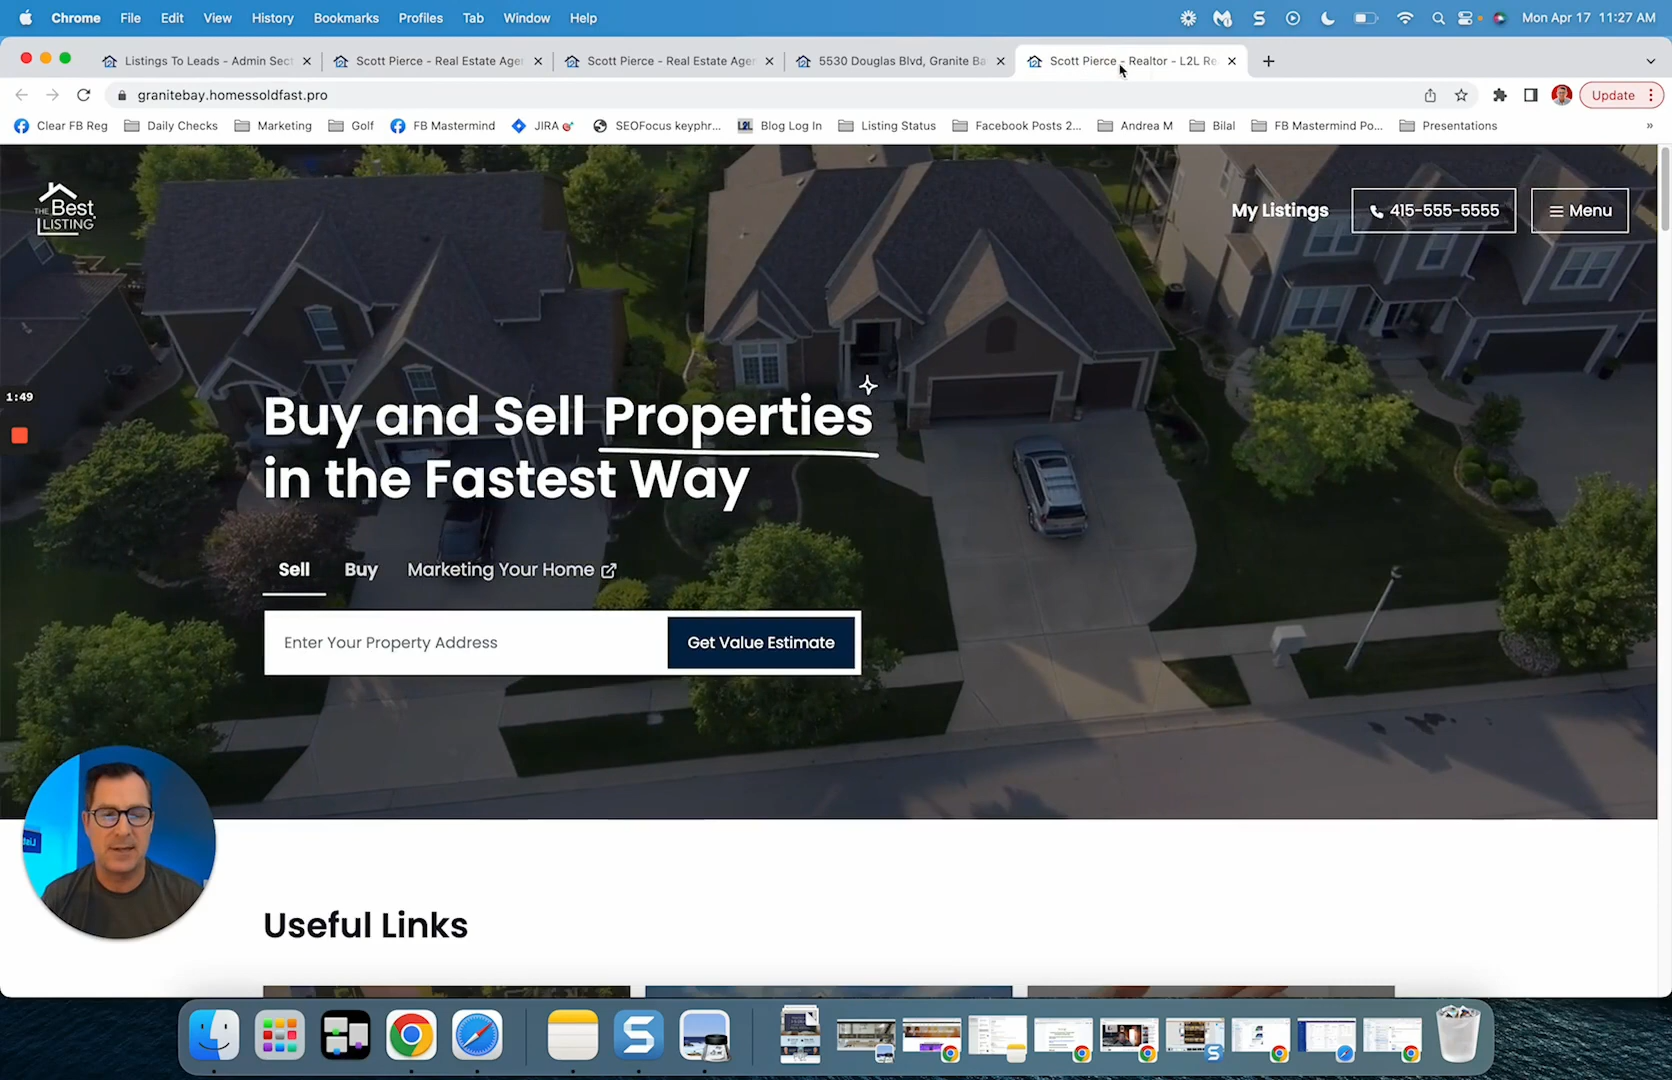 Chrome File Edit View History Bookmarks Profiles Tab Window Help Mon Apr 17 11:27 AM
Listings To Leads - Admin Sect Scott Pierce - Real Estate Agen Scott Pierce - Real Estate Agen 5530 Douglas Blvd, Granite Ba Scott Pierce - Realtor - L2L Re
granitebay.homessoldfast.pro Update
Clear FB Reg Daily Checks Marketing Golf FB Mastermind JIRA SEOFocus keyphr... L2L Blog Log In Listing Status Facebook Posts 2... Andrea M Bilal FB Mastermind Po... Presentations »
THE Best LISTING
My Listings 415-555-5555 Menu
1:49
Buy and Sell Properties
in the Fastest Way
Sell Buy Marketing Your Home
Enter Your Property Address Get Value Estimate
Useful Links